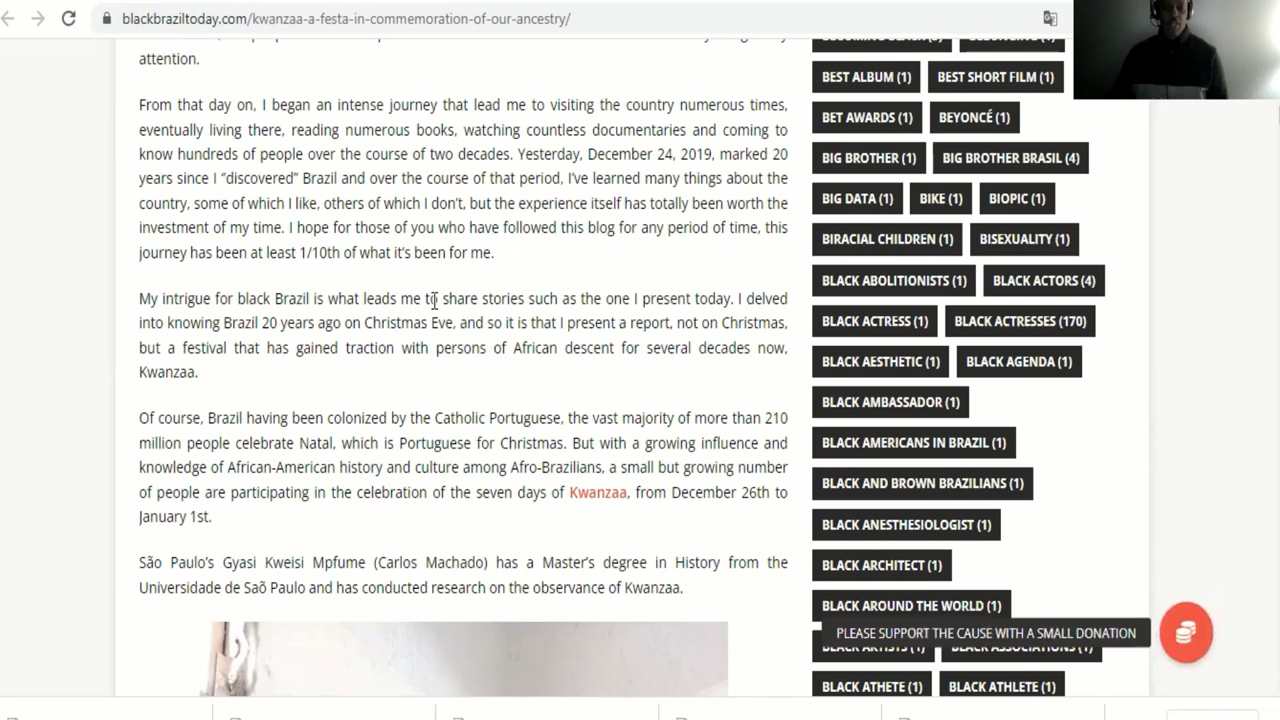 blackbraziltoday.com/kwanzaa-a-festa-in-commemoration-of-our-ancestry/
attention.
From that day on, I began an intense journey that lead me to visiting the country numerous times,
eventually living there, reading numerous books, watching countless documentaries and coming to
know hundreds of people over the course of two decades. Yesterday, December 24, 2019, marked 20
years since I “discovered” Brazil and over the course of that period, I’ve learned many things about the
country, some of which I like, others of which I don’t, but the experience itself has totally been worth the
investment of my time. I hope for those of you who have followed this blog for any period of time, this
journey has been at least 1/10th of what it’s been for me.
My intrigue for black Brazil is what leads me to share stories such as the one I present today. I delved
into knowing Brazil 20 years ago on Christmas Eve, and so it is that I present a report, not on Christmas,
but a festival that has gained traction with persons of African descent for several decades now,
Kwanzaa.
Of course, Brazil having been colonized by the Catholic Portuguese, the vast majority of more than 210
million people celebrate Natal, which is Portuguese for Christmas. But with a growing influence and
knowledge of African-American history and culture among Afro-Brazilians, a small but growing number
of people are participating in the celebration of the seven days of Kwanzaa, from December 26th to
January 1st.
São Paulo’s Gyasi Kweisi Mpfume (Carlos Machado) has a Master’s degree in History from the
Universidade de Saõ Paulo and has conducted research on the observance of Kwanzaa.
BEST ALBUM (1) BEST SHORT FILM (1)
BET AWARDS (1) BEYONCÉ (1)
BIG BROTHER (1) BIG BROTHER BRASIL (4)
BIG DATA (1) BIKE (1) BIOPIC (1)
BIRACIAL CHILDREN (1) BISEXUALITY (1)
BLACK ABOLITIONISTS (1) BLACK ACTORS (4)
BLACK ACTRESS (1) BLACK ACTRESSES (170)
BLACK AESTHETIC (1) BLACK AGENDA (1)
BLACK AMBASSADOR (1)
BLACK AMERICANS IN BRAZIL (1)
BLACK AND BROWN BRAZILIANS (1)
BLACK ANESTHESIOLOGIST (1)
BLACK ARCHITECT (1)
BLACK AROUND THE WORLD (1)
PLEASE SUPPORT THE CAUSE WITH A SMALL DONATION
BLACK ARTISTS (1) BLACK ASSOCIATIONS (1)
BLACK ATHETE (1) BLACK ATHLETE (1)